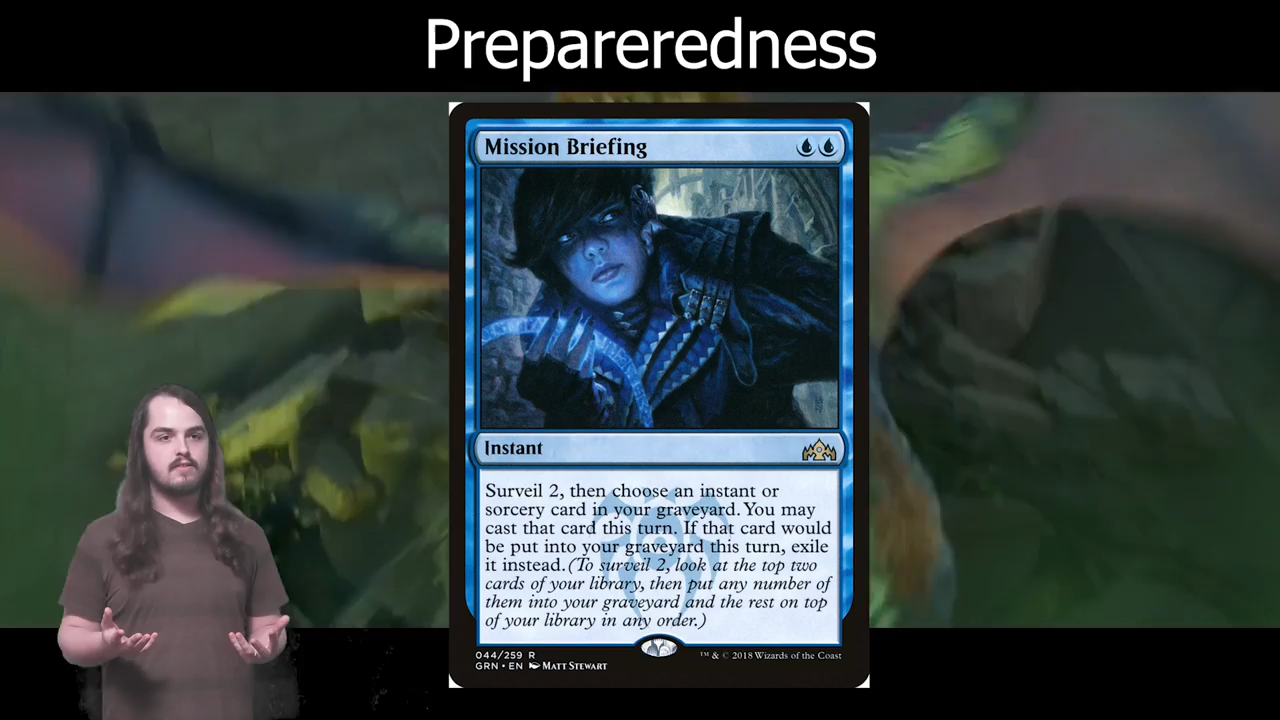 Prepareredness
Mission Briefing
Instant
Surveil 2, then choose an instant or
sorcery card in your graveyard. You may
cast that card this turn. If that card would
be put into your graveyard this turn, exile
it instead. (To surveil 2, look at the top two
cards of your library, then put any number of
them into your graveyard and the rest on top
of your library in any order.)
044/259 R
GRN • EN Matt Stewart
™ & © 2018 Wizards of the Coast